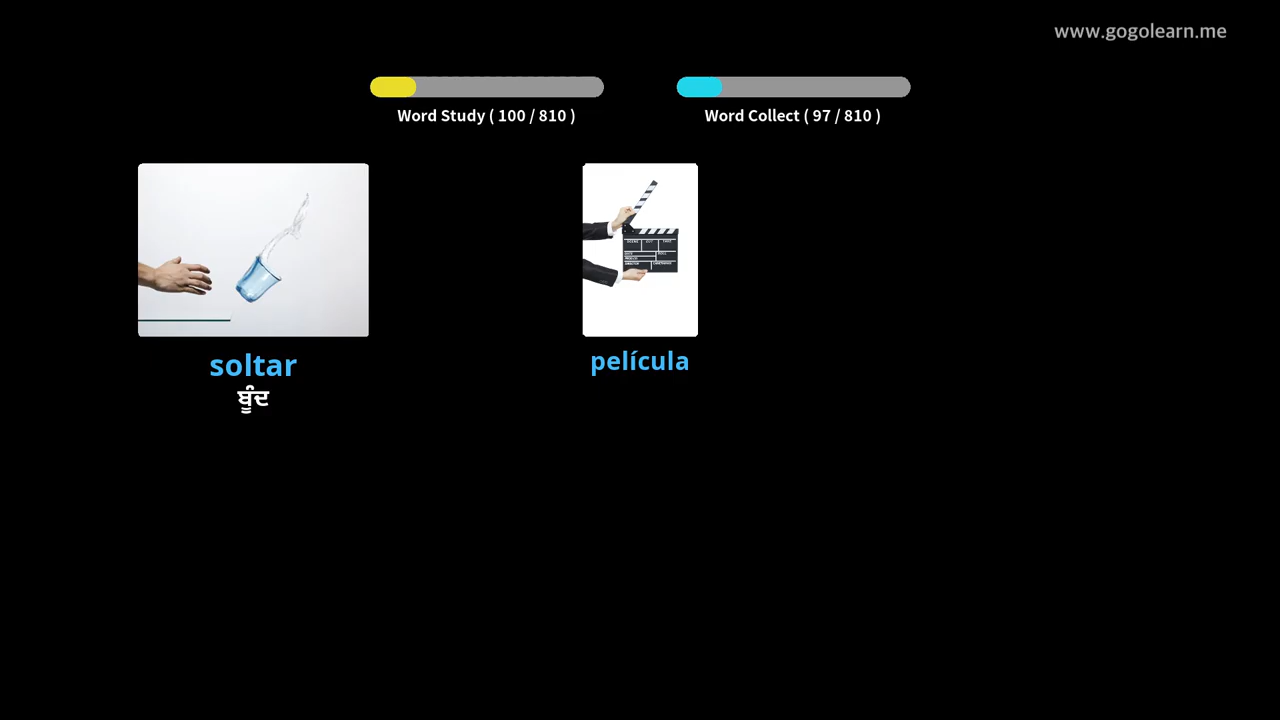 www.gogolearn.me
Word Study ( 100 / 810 )
Word Collect ( 97 / 810 )
soltar
ਬੂੰਦ
película